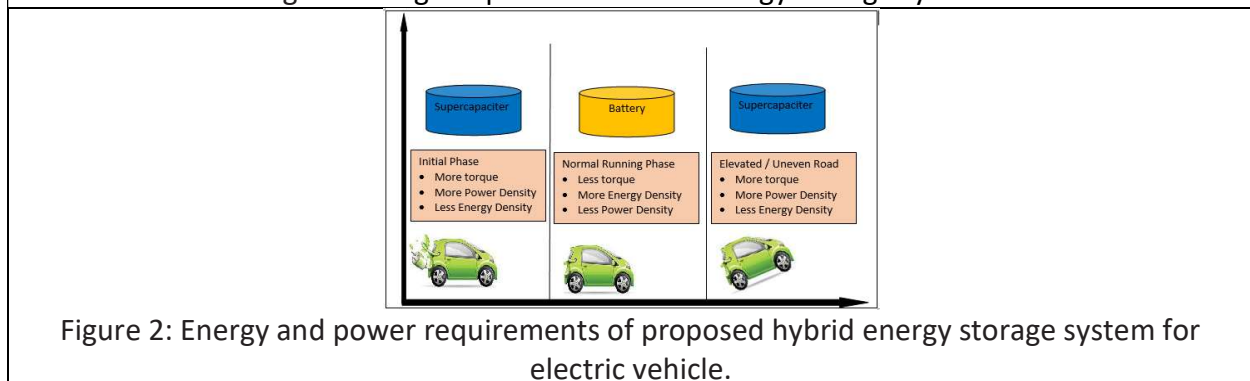 Supercapaciter
Battery
Supercapaciter
Initial Phase
• More torque
• More Power Density
• Less Energy Density
Normal Running Phase
• Less torque
• More Energy Density
• Less Power Density
Elevated / Uneven Road
• More torque
• More Power Density
• Less Energy Density
Figure 2: Energy and power requirements of proposed hybrid energy storage system for
electric vehicle.